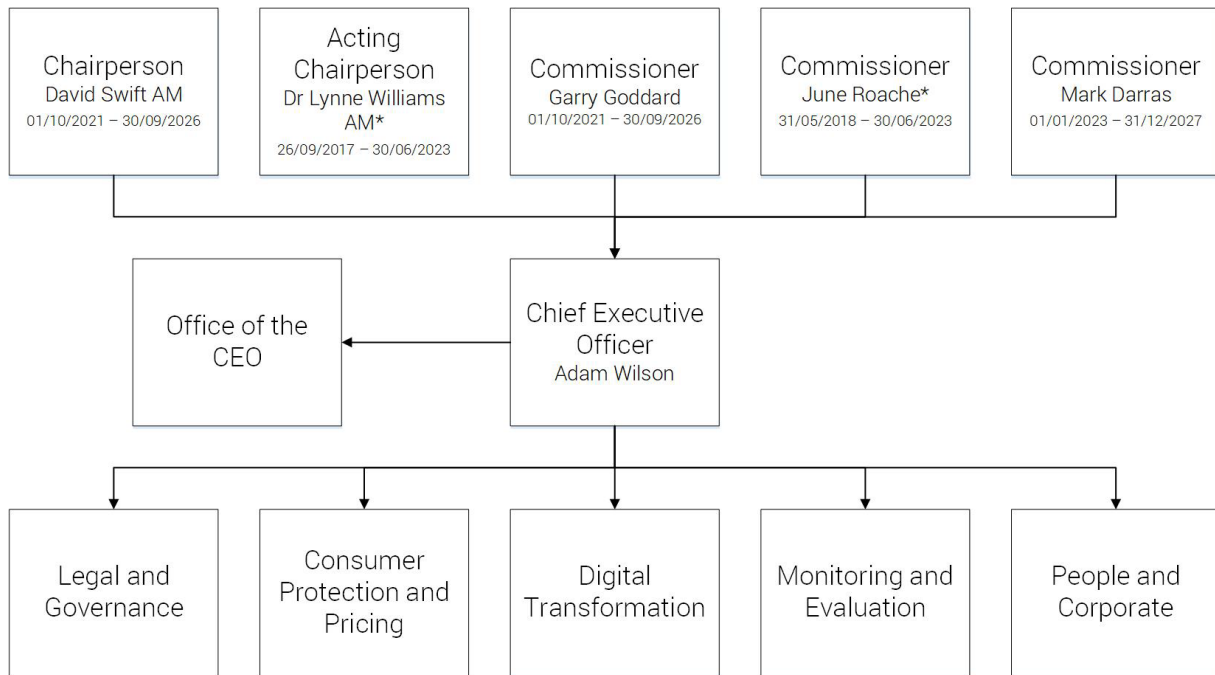 Chairperson
David Swift AM
01/10/2021 – 30/09/2026
Acting
Chairperson
Dr Lynne Williams
AM*
26/09/2017 – 30/06/2023
Commissioner
Garry Goddard
01/10/2021 – 30/09/2026
Commissioner
June Roache*
31/05/2018 – 30/06/2023
Commissioner
Mark Darras
01/01/2023 – 31/12/2027
Office of the
CEO
Chief Executive
Officer
Adam Wilson
Legal and
Governance
Consumer
Protection and
Pricing
Digital
Transformation
Monitoring and
Evaluation
People and
Corporate